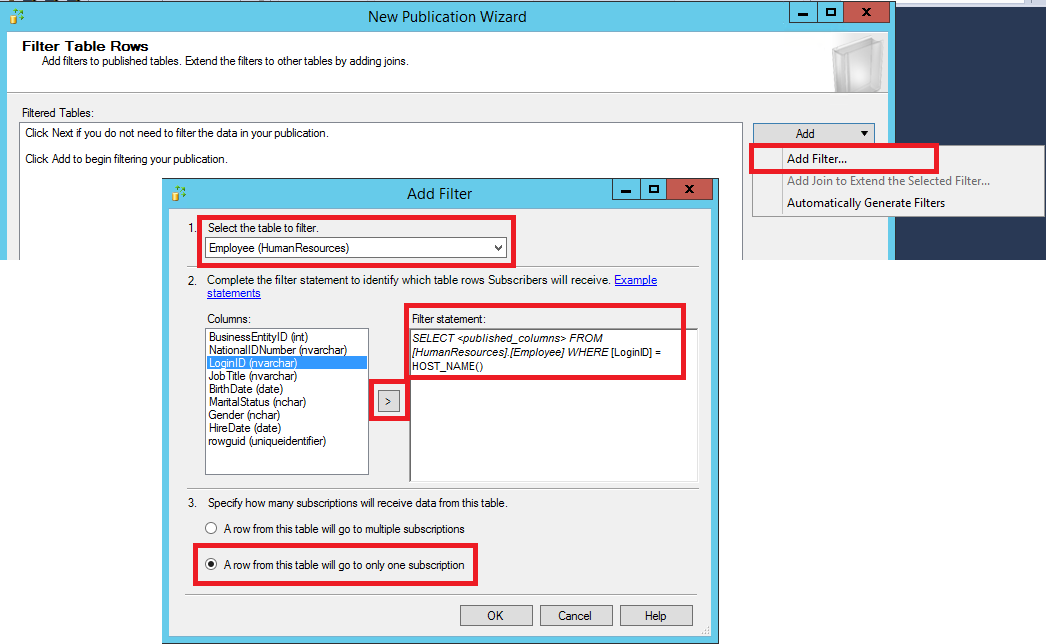 New Publication Wizard
Filter Table Rows
Add filters to published tables. Extend the filters to other tables by adding joins.
Filtered Tables:
Click Next if you do not need to filter the data in your publication.
Click Add to begin filtering your publication.
Add
Add Filter...
Add Join to Extend the Selected Filter...
Automatically Generate Filters
Add Filter
1. Select the table to filter.
Employee (HumanResources)
2. Complete the filter statement to identify which table rows Subscribers will receive. Example
statements
Columns:
BusinessEntityID (int)
NationalIDNumber (nvarchar)
LoginID (nvarchar)
JobTitle (nvarchar)
BirthDate (date)
MaritalStatus (nchar)
Gender (nchar)
HireDate (date)
rowguid (uniqueidentifier)
>
Filter statement:
SELECT <published_columns> FROM
[HumanResources].[Employee] WHERE [LoginID] =
HOST_NAME()
3. Specify how many subscriptions will receive data from this table.
A row from this table will go to multiple subscriptions
A row from this table will go to only one subscription
OK
Cancel
Help